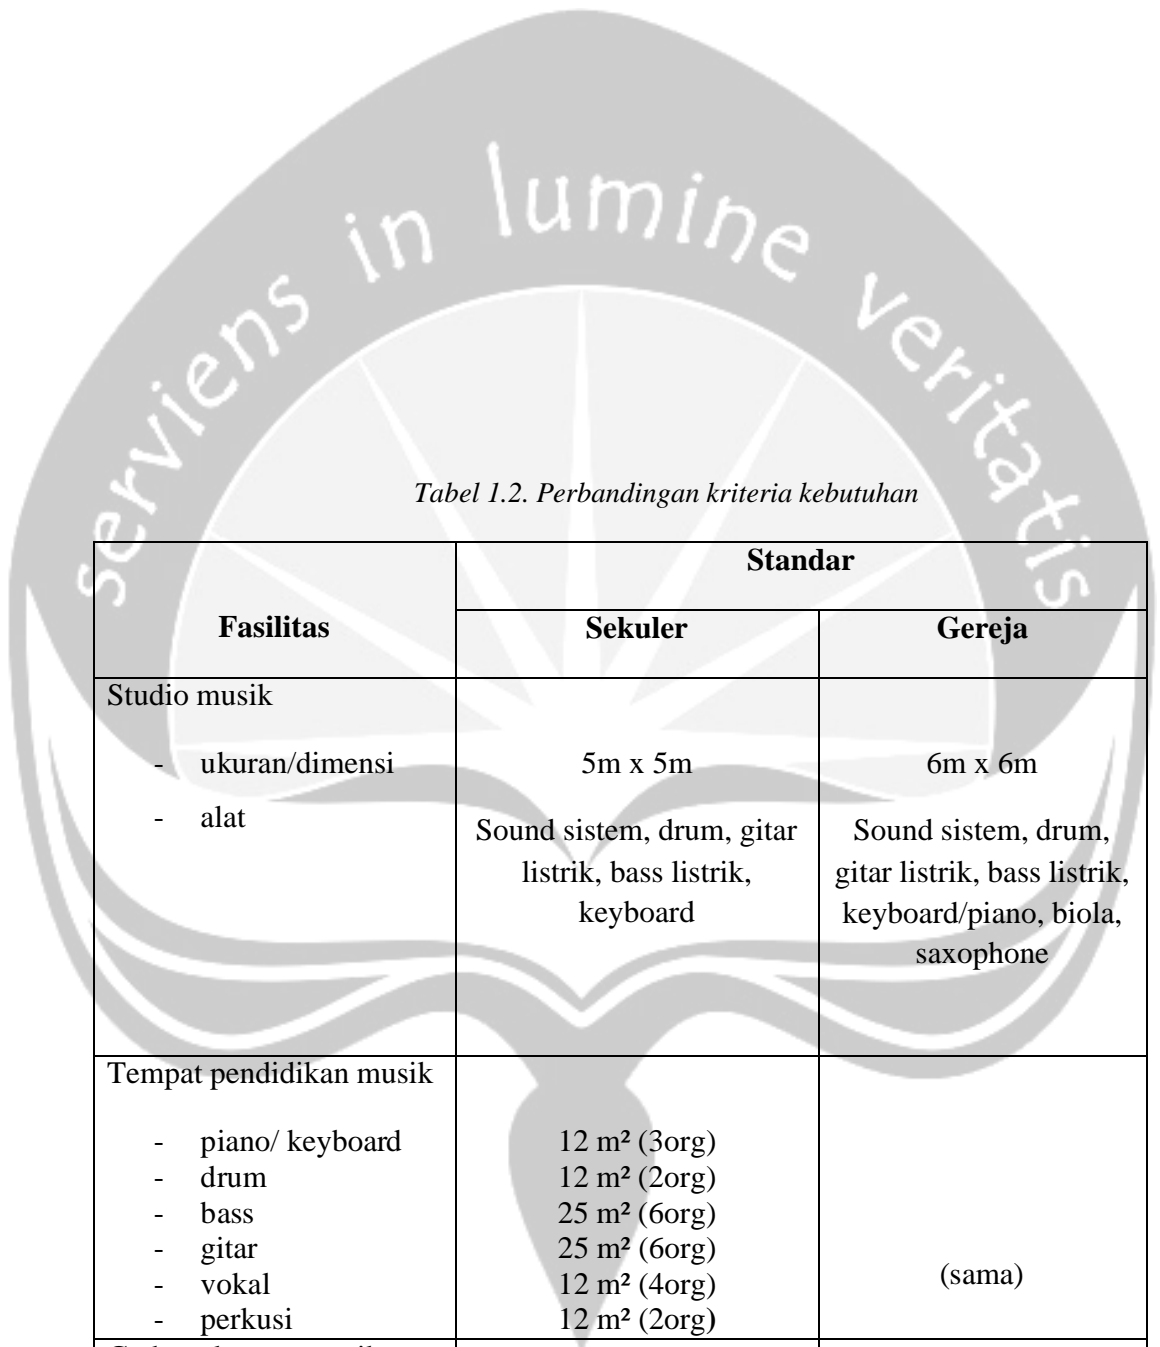 serviens in lumine veritatis
Tabel 1.2. Perbandingan kriteria kebutuhan
Fasilitas
Standar
Sekuler
Gereja
Studio musik
- ukuran/dimensi
- alat
5m x 5m
Sound sistem, drum, gitar
listrik, bass listrik,
keyboard
6m x 6m
Sound sistem, drum,
gitar listrik, bass listrik,
keyboard/piano, biola,
saxophone
Tempat pendidikan musik
- piano/ keyboard
- drum
- bass
- gitar
- vokal
- perkusi
12 m² (3org)
12 m² (2org)
25 m² (6org)
25 m² (6org)
12 m² (4org)
12 m² (2org)
(sama)